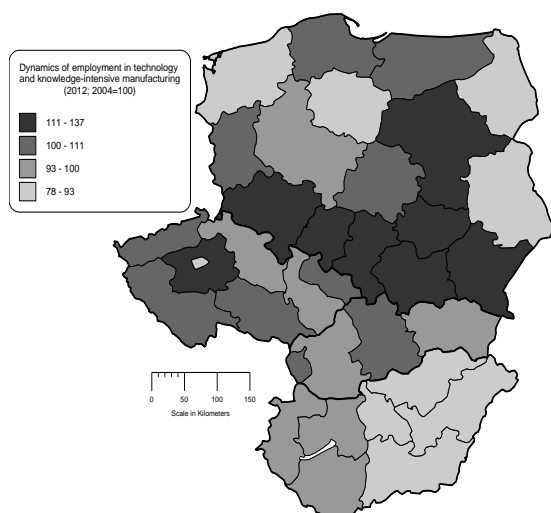 Dynamics of employment in technology
and knowledge-intensive manufacturing
(2012; 2004=100)
111 - 137
100 - 111
93 - 100
78 - 93
0 50 100 150
Scale in Kilometers